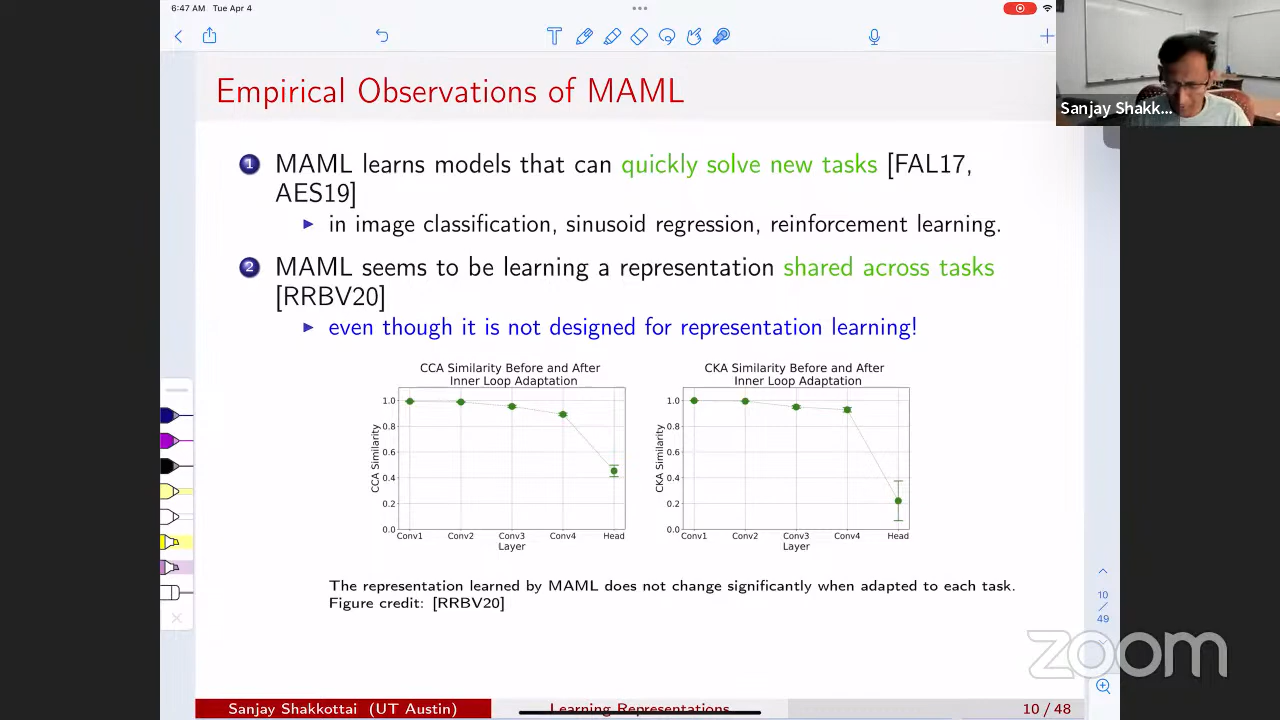 6:47 AM Tue Apr 4
Empirical Observations of MAML
Sanjay Shakk...
1 MAML learns models that can quickly solve new tasks [FAL17,
AES19]
▶ in image classification, sinusoid regression, reinforcement learning.
2 MAML seems to be learning a representation shared across tasks
[RRBV20]
▶ even though it is not designed for representation learning!
CCA Similarity Before and After
Inner Loop Adaptation
CCA Similarity
1.0
0.8
0.6
0.4
0.2
0.0
Conv1 Conv2 Conv3 Conv4 Head
Layer
CKA Similarity Before and After
Inner Loop Adaptation
CKA Similarity
1.0
0.8
0.6
0.4
0.2
0.0
Conv1 Conv2 Conv3 Conv4 Head
Layer
The representation learned by MAML does not change significantly when adapted to each task.
Figure credit: [RRBV20]
10
/
49
zoom
Sanjay Shakkottai (UT Austin) Learning Representations 10 / 48